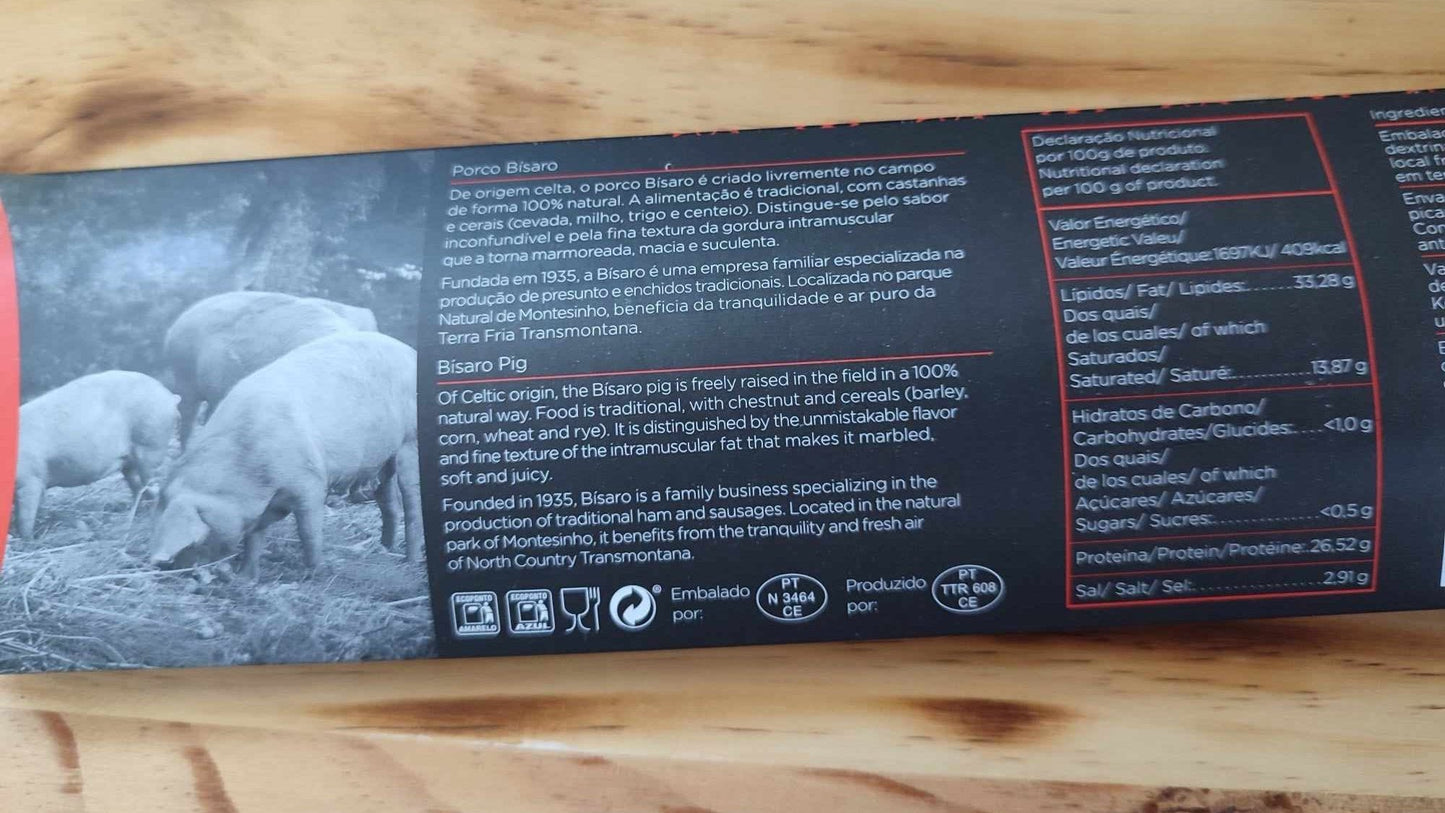 Porco Bísaro
De origem celta, o porco Bísaro é criado livremente no campo
de forma 100% natural. A alimentação é tradicional, com castanhas
e cerais (cevada, milho, trigo e centeio). Distingue-se pelo sabor
inconfundível e pela fina textura da gordura intramuscular
que a torna marmoreada, macia e suculenta.
Fundada em 1935, a Bísaro é uma empresa familiar especializada na
produção de presunto e enchidos tradicionais. Localizada no parque
Natural de Montesinho, beneficia da tranquilidade e ar puro da
Terra Fria Transmontana.
Bísaro Pig
Of Celtic origin, the Bísaro pig is freely raised in the field in a 100%
natural way. Food is traditional, with chestnut and cereals (barley,
corn, wheat and rye). It is distinguished by the unmistakable flavor
and fine texture of the intramuscular fat that makes it marbled,
soft and juicy.
Founded in 1935, Bísaro is a family business specializing in the
production of traditional ham and sausages. Located in the natural
park of Montesinho, it benefits from the tranquility and fresh air
of North Country Transmontana.
ECOPONTO
AMARELO
ECOPONTO
AZUL
Embalado
por:
PT
N 3464
CE
Produzido
por:
PT
TTR 608
CE
Declaração Nutricional
por 100g de produto.
Nutritional declaration
per 100 g of product.
Valor Energético/
Energetic Valeu/
Valeur Énergétique: 1697KJ/ 409kcal
Lípidos/ Fat/ Lipides:......33,28 g
Dos quais/
de los cuales/ of which
Saturados/
Saturated/ Saturé:...........13,87 g
Hidratos de Carbono/
Carbohydrates/Glucides:....<1,0 g
Dos quais/
de los cuales/ of which
Açúcares/ Azúcares/
Sugars/ Sucres:................<0.5 g
Proteína/Protein/Protéine:.26,52 g
Sal/ Salt/ Sel:..................2.91 g